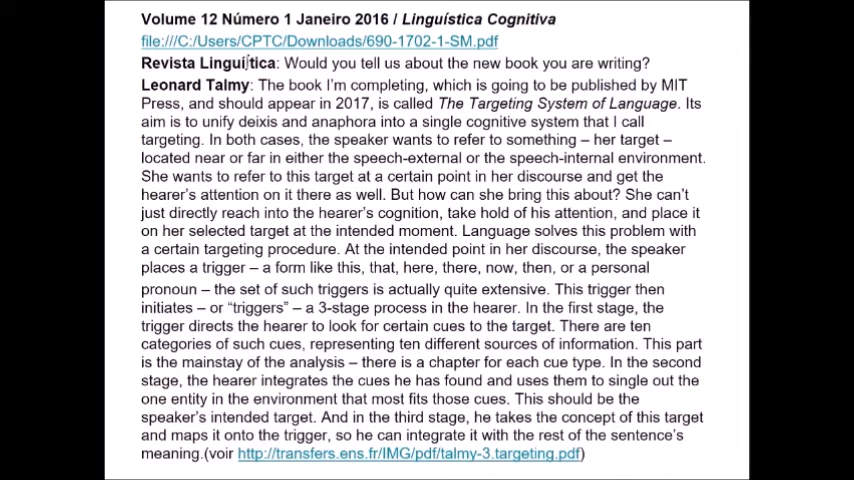 Volume 12 Número 1 Janeiro 2016 / Linguística Cognitiva
file:///C:/Users/CPTC/Downloads/690-1702-1-SM.pdf
Revista Linguíʃtica: Would you tell us about the new book you are writing?
Leonard Talmy: The book I'm completing, which is going to be published by MIT
Press, and should appear in 2017, is called The Targeting System of Language. Its
aim is to unify deixis and anaphora into a single cognitive system that I call
targeting. In both cases, the speaker wants to refer to something – her target –
located near or far in either the speech-external or the speech-internal environment.
She wants to refer to this target at a certain point in her discourse and get the
hearer's attention on it there as well. But how can she bring this about? She can't
just directly reach into the hearer's cognition, take hold of his attention, and place it
on her selected target at the intended moment. Language solves this problem with
a certain targeting procedure. At the intended point in her discourse, the speaker
places a trigger – a form like this, that, here, there, now, then, or a personal
pronoun – the set of such triggers is actually quite extensive. This trigger then
initiates – or “triggers” – a 3-stage process in the hearer. In the first stage, the
trigger directs the hearer to look for certain cues to the target. There are ten
categories of such cues, representing ten different sources of information. This part
is the mainstay of the analysis – there is a chapter for each cue type. In the second
stage, the hearer integrates the cues he has found and uses them to single out the
one entity in the environment that most fits those cues. This should be the
speaker's intended target. And in the third stage, he takes the concept of this target
and maps it onto the trigger, so he can integrate it with the rest of the sentence's
meaning.(voir http://transfers.ens.fr/IMG/pdf/talmy-3.targeting.pdf)